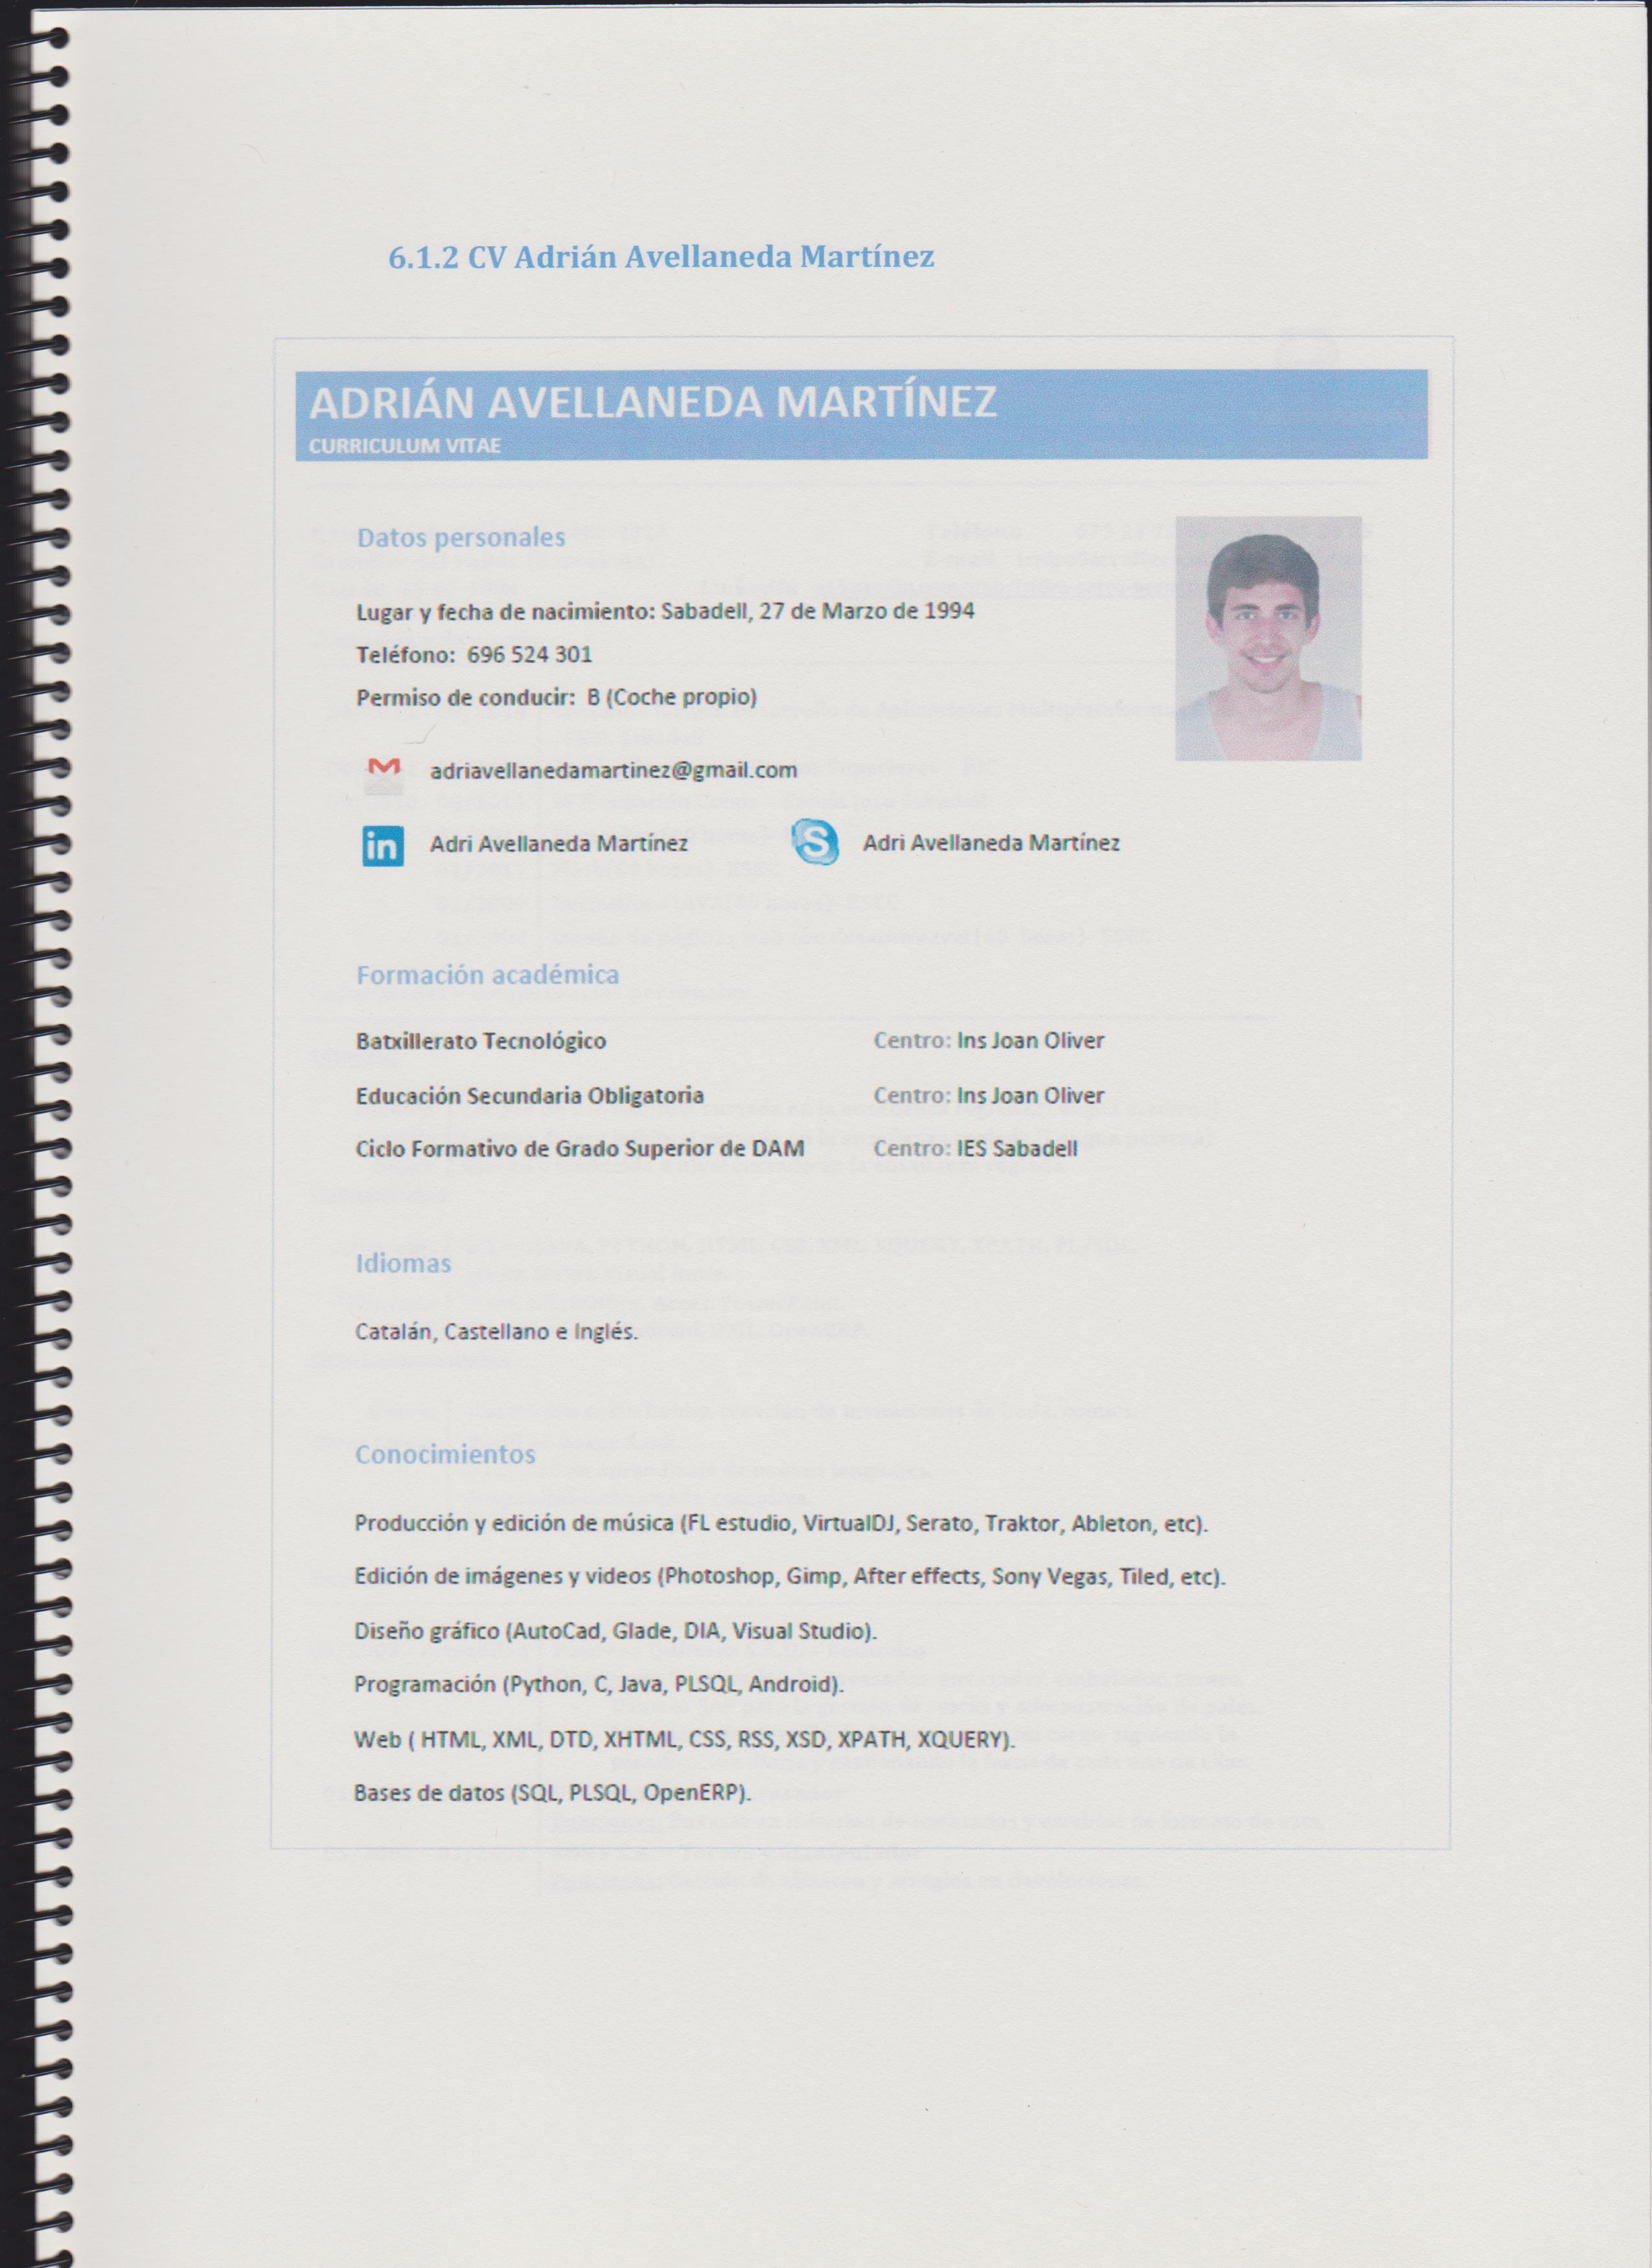 6.1.2 CV Adrián Avellaneda Martínez
ADRIÁN AVELLANEDA MARTÍNEZ
CURRICULUM VITAE
Datos personales
Lugar y fecha de nacimiento: Sabadell, 27 de Marzo de 1994
Teléfono: 696 524 301
Permiso de conducir: B (Coche propio)
adriavellanedamartinez@gmail.com
in Adri Avellaneda Martínez S Adri Avellaneda Martínez
Formación académica
Batxillerato Tecnológico Centro: Ins Joan Oliver
Educación Secundaria Obligatoria Centro: Ins Joan Oliver
Ciclo Formativo de Grado Superior de DAM Centro: IES Sabadell
Idiomas
Catalán, Castellano e Inglés.
Conocimientos
Producción y edición de música (FL estudio, VirtualDJ, Serato, Traktor, Ableton, etc).
Edición de imágenes y videos (Photoshop, Gimp, After effects, Sony Vegas, Tiled, etc).
Diseño gráfico (AutoCad, Glade, DIA, Visual Studio).
Programación (Python, C, Java, PLSQL, Android).
Web ( HTML, XML, DTD, XHTML, CSS, RSS, XSD, XPATH, XQUERY).
Bases de datos (SQL, PLSQL, OpenERP).